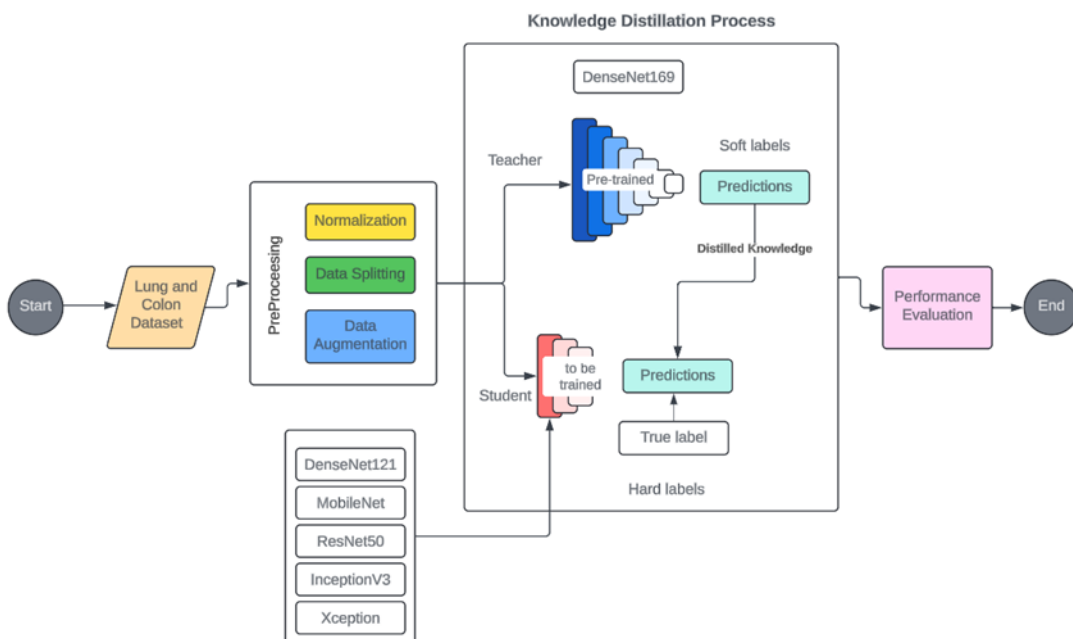 Knowledge Distillation Process
DenseNet169
Teacher
Pre-trained
Soft labels
Predictions
Distilled Knowledge
Start
Lung and
Colon
Dataset
PreProceesing
Normalization
Data Splitting
Data
Augmentation
Student
to be
trained
Predictions
True label
Hard labels
Performance
Evaluation
End
DenseNet121
MobileNet
ResNet50
InceptionV3
Xception